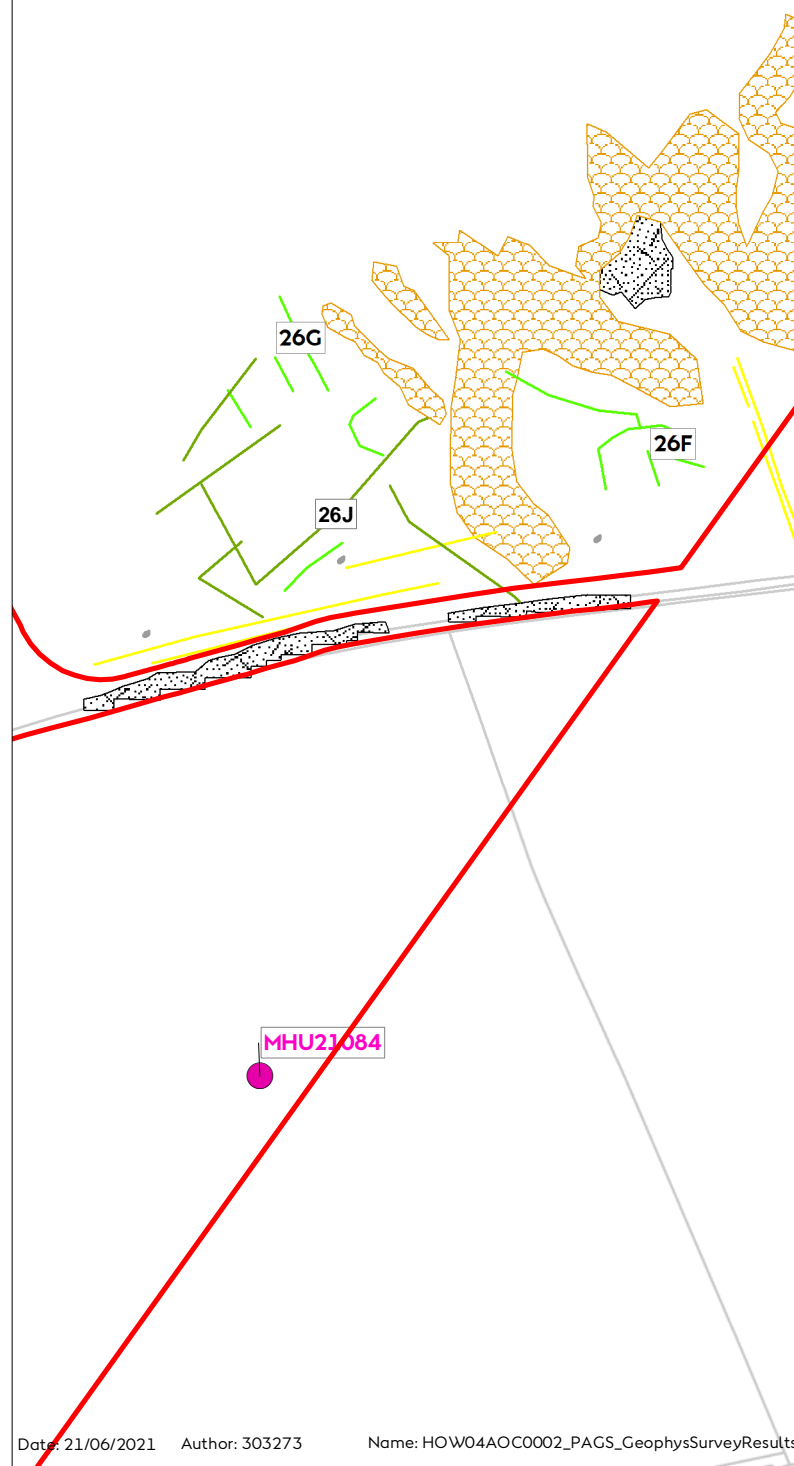 26G
26F
26J
MHU21084
Date: 21/06/2021 Author: 303273 Name: HOW04AOC0002_PAGS_GeophysSurveyResults